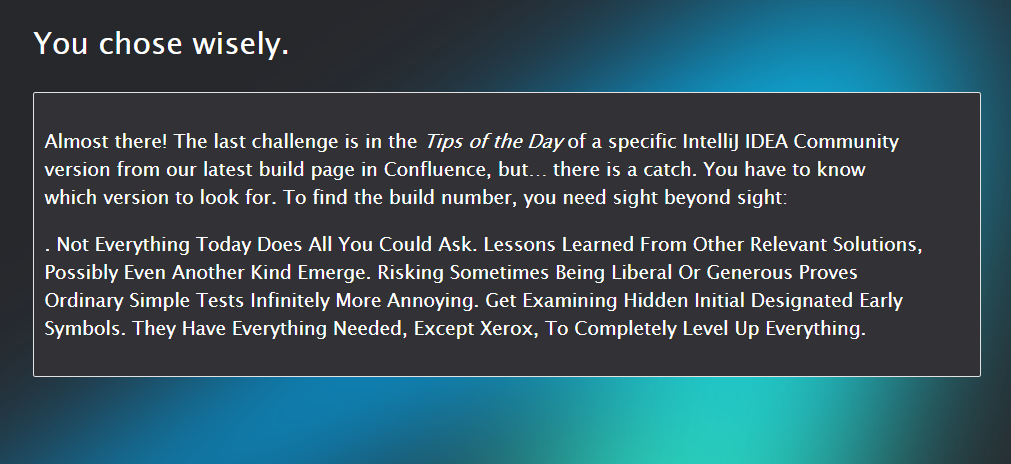 You chose wisely.
Almost there! The last challenge is in the Tips of the Day of a specific IntelliJ IDEA Community
version from our latest build page in Confluence, but… there is a catch. You have to know
which version to look for. To find the build number, you need sight beyond sight:
. Not Everything Today Does All You Could Ask. Lessons Learned From Other Relevant Solutions,
Possibly Even Another Kind Emerge. Risking Sometimes Being Liberal Or Generous Proves
Ordinary Simple Tests Infinitely More Annoying. Get Examining Hidden Initial Designated Early
Symbols. They Have Everything Needed, Except Xerox, To Completely Level Up Everything.